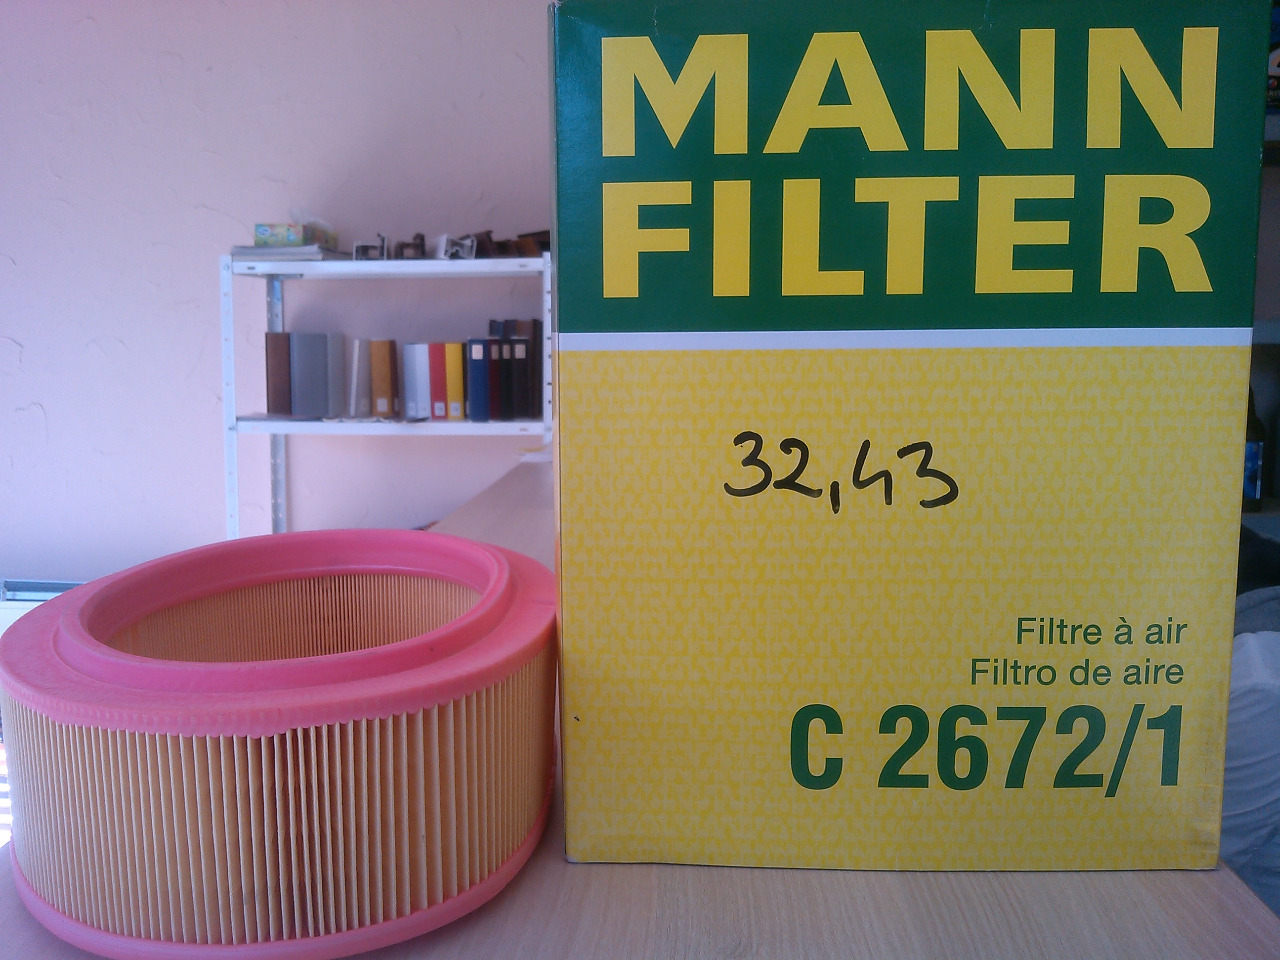 MANN
FILTER
32,43
Filtre à air
Filtro de aire
C 2672/1